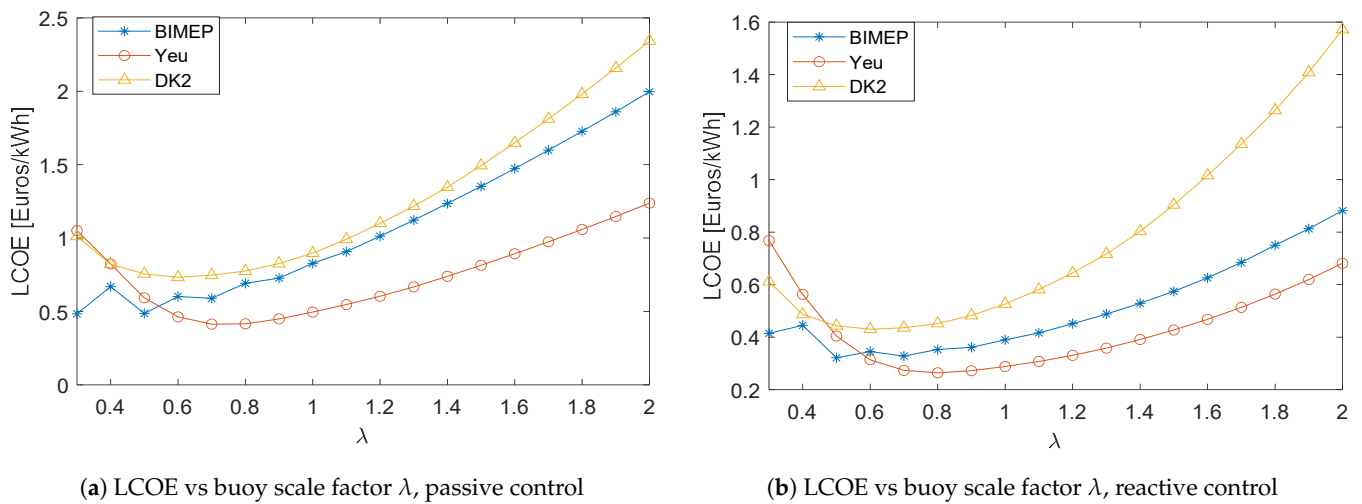 2.5
2
1.5
1
0.5
0
LCOE [Euros/kWh]
BIMEP
Yeu
DK2
0.4 0.6 0.8 1 1.2 1.4 1.6 1.8 2
λ
(a) LCOE vs buoy scale factor λ, passive control
1.6
1.4
1.2
1
0.8
0.6
0.4
0.2
LCOE [Euros/kWh]
BIMEP
Yeu
DK2
0.4 0.6 0.8 1 1.2 1.4 1.6 1.8 2
λ
(b) LCOE vs buoy scale factor λ, reactive control